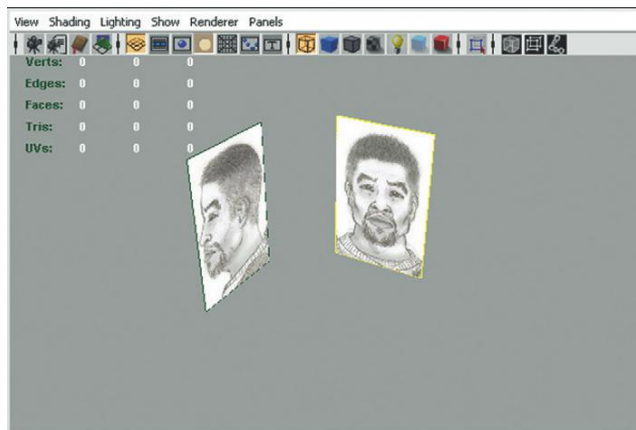 View Shading Lighting Show Renderer Panels
Verts: 0 0 0
Edges: 0 0 0
Faces: 0 0 0
Tris: 0 0 0
UVs: 0 0 0